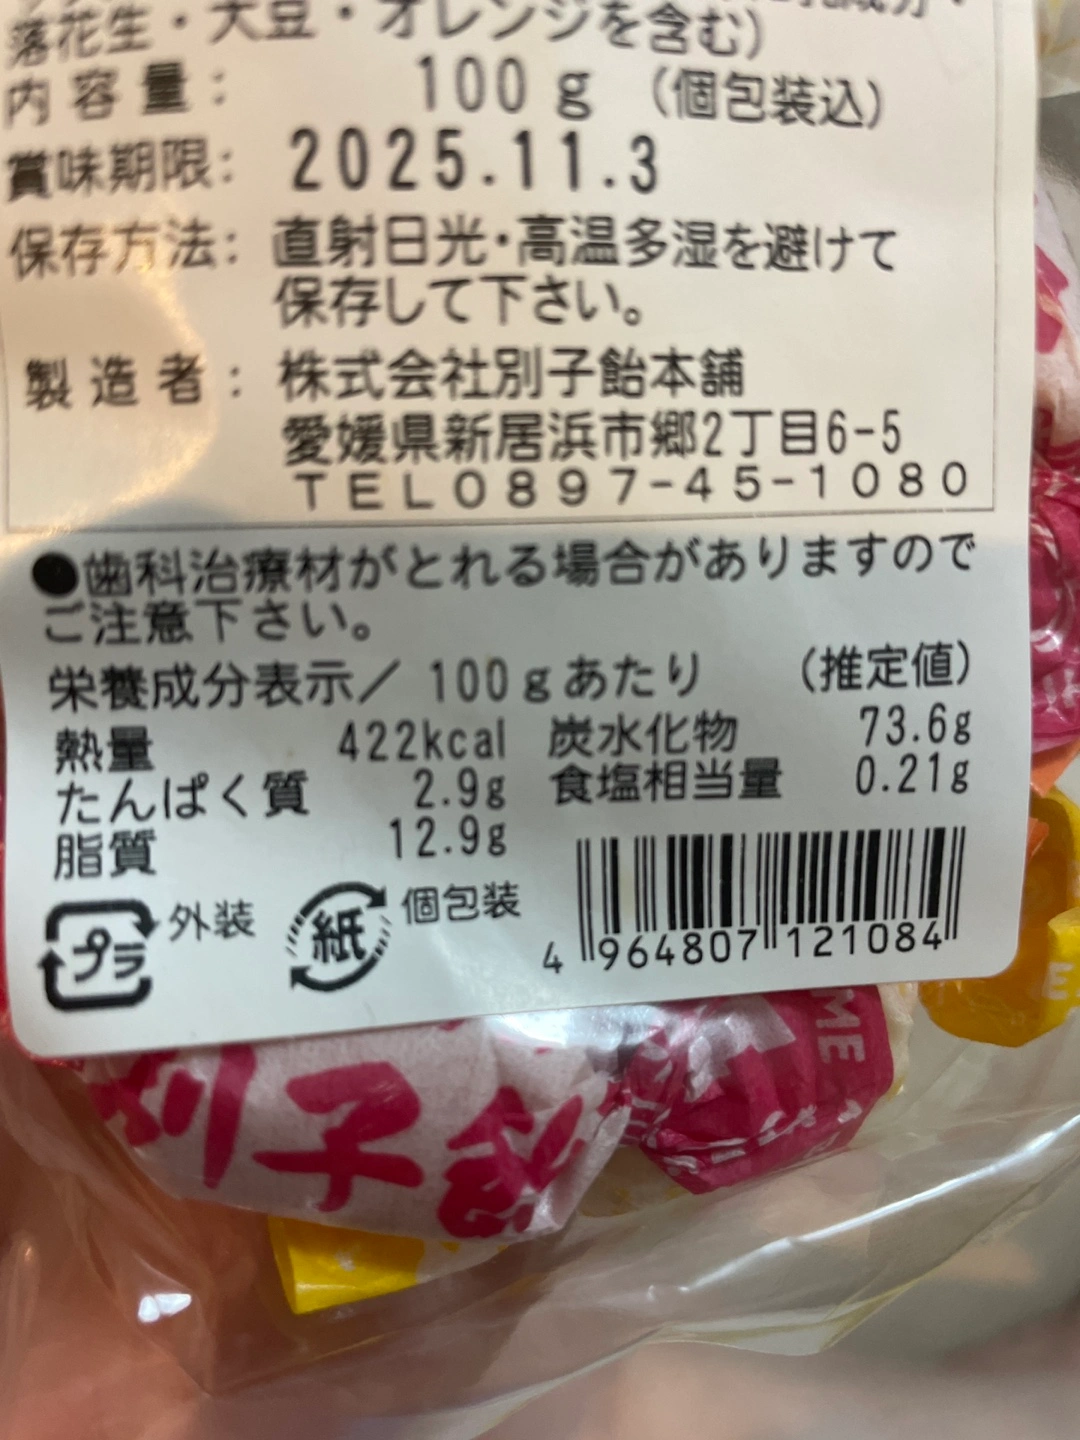 落花生・大豆・オレンジを含む)
内容量: 100g (個包装込)
賞味期限: 2025.11.3
保存方法: 直射日光・高温多湿を避けて
保存して下さい。
製造者: 株式会社別子飴本舗
愛媛県新居浜市郷2丁目6-5
TEL0897-45-1080
●歯科治療材がとれる場合がありますので
ご注意下さい。
栄養成分表示/100gあたり (推定値)
熱量 422kcal 炭水化物 73.6g
たんぱく質 2.9g 食塩相当量 0.21g
脂質 12.9g
プラ 外装 紙 個包装
4 964807 121084
別子飴
AME